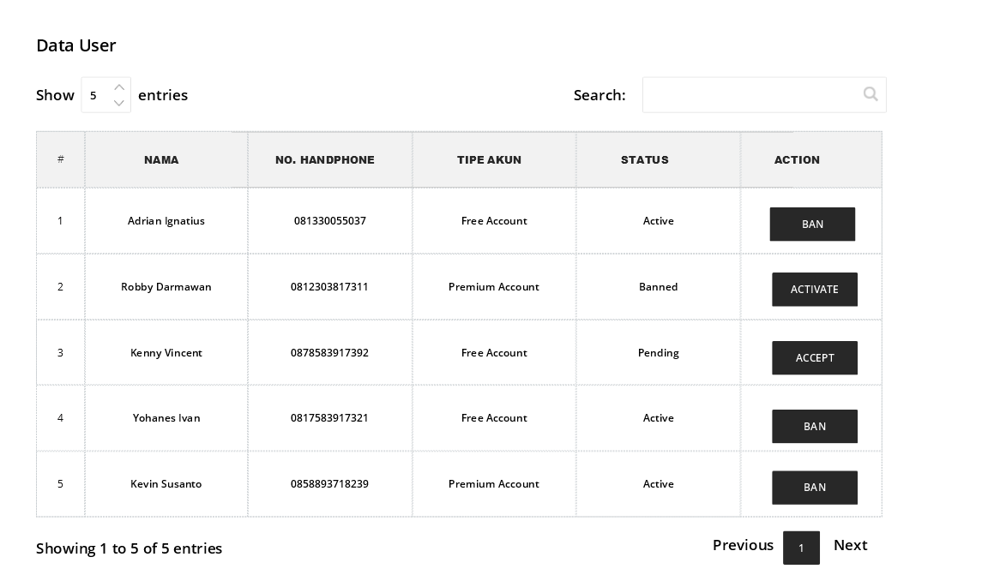 Data User
Show 5 entries Search:
# NAMA NO. HANDPHONE TIPE AKUN STATUS ACTION
1 Adrian Ignatius 081330055037 Free Account Active BAN
2 Robby Darmawan 0812303817311 Premium Account Banned ACTIVATE
3 Kenny Vincent 0878583917392 Free Account Pending ACCEPT
4 Yohanes Ivan 0817583917321 Free Account Active BAN
5 Kevin Susanto 0858893718239 Premium Account Active BAN
Showing 1 to 5 of 5 entries Previous 1 Next